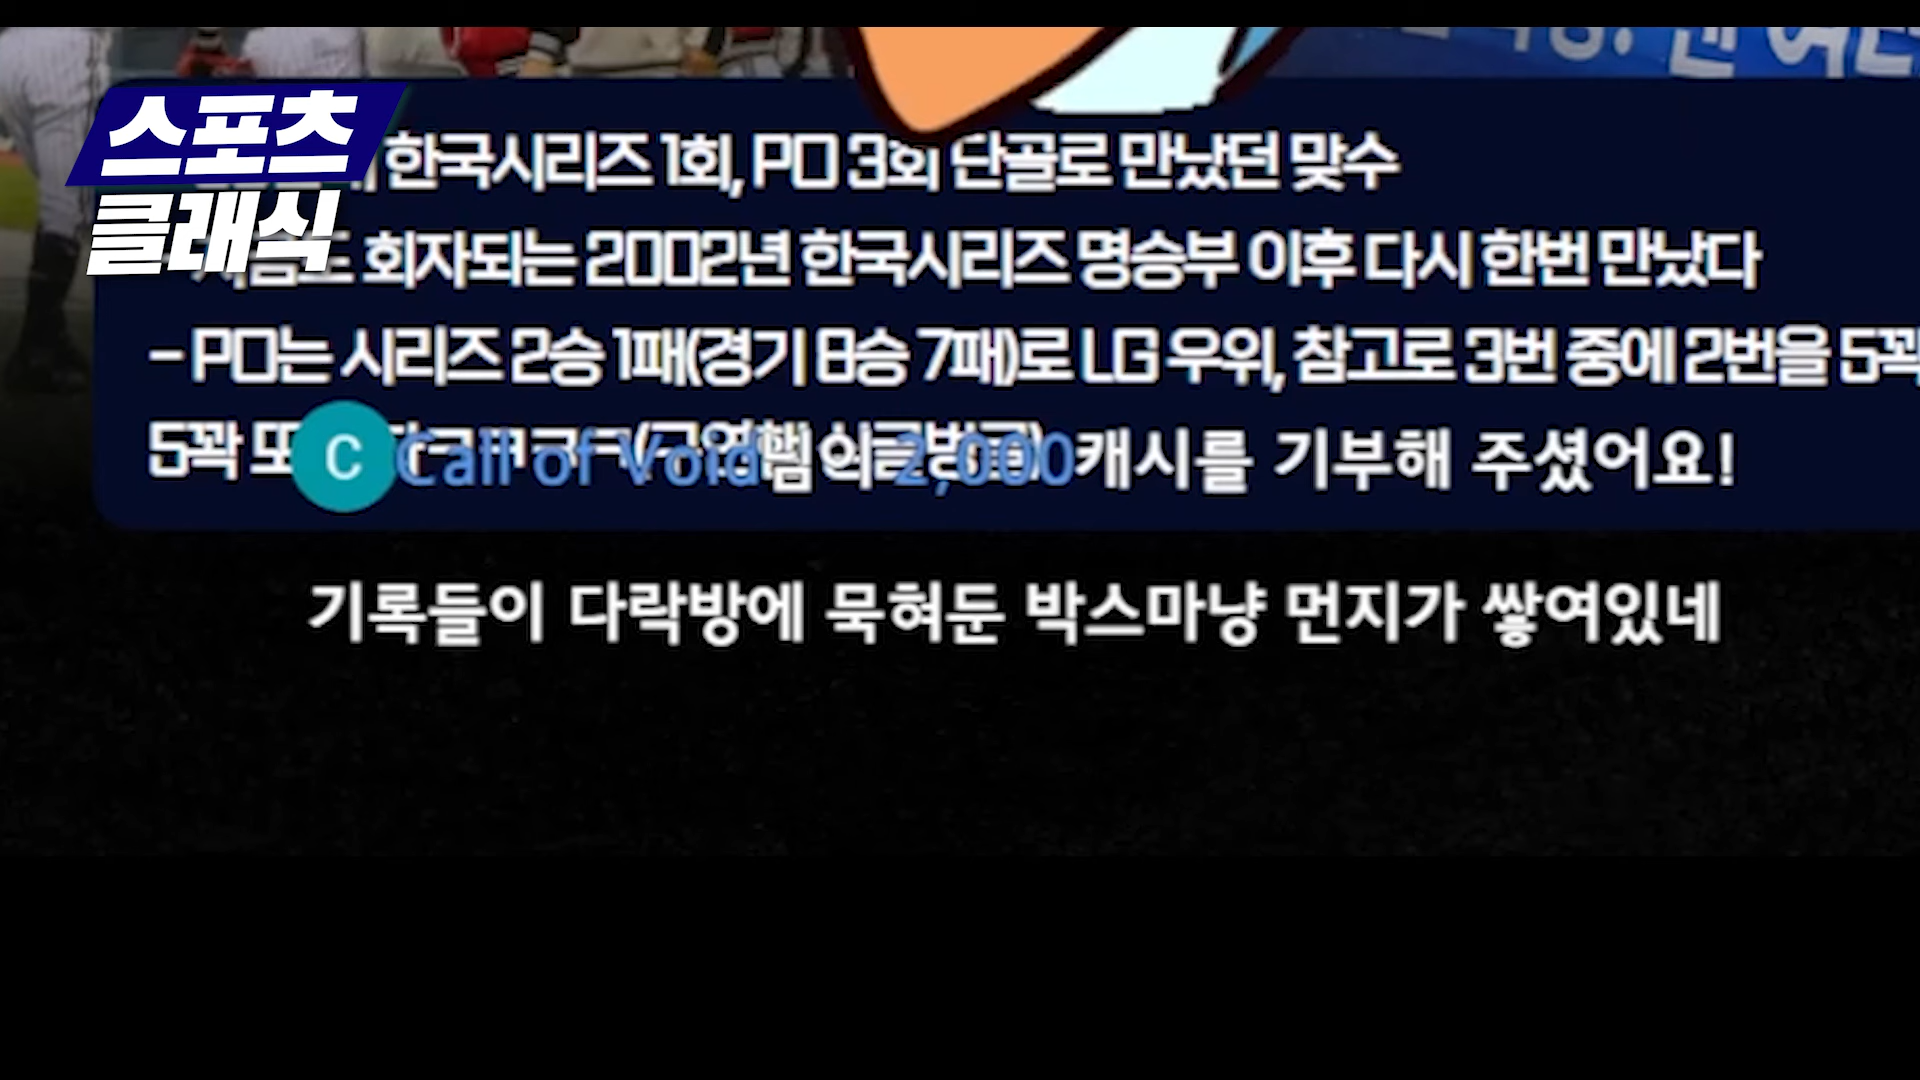 스포츠
클래식
한국시리즈 1회, PO 3회 단골로 만났던 맞수
회자되는 2002년 한국시리즈 명승부 이후 다시 한번 만났다
- PO는 시리즈 2승 1패(경기 8승 7패)로 LG 우위, 참고로 3번 중에 2번을 5꽉
5꽉
C Call of Void님이 2,000캐시를 기부해 주셨어요!
기록들이 다락방에 묵혀둔 박스마냥 먼지가 쌓여있네